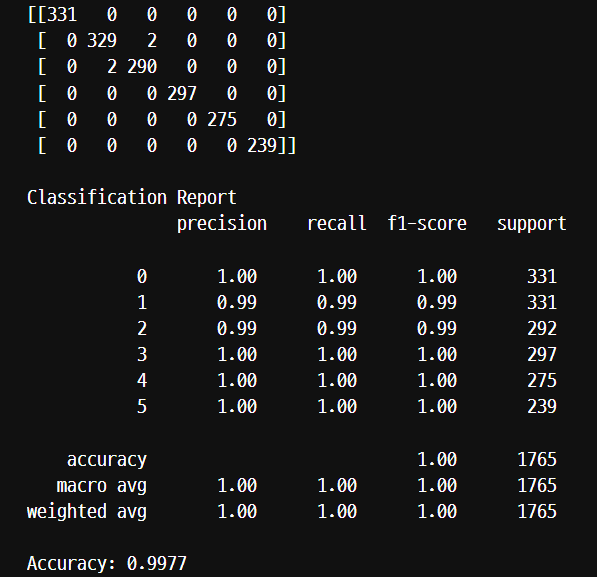 [[331   0   0   0   0   0]
 [  0 329   2   0   0   0]
 [  0   2 290   0   0   0]
 [  0   0   0 297   0   0]
 [  0   0   0   0 275   0]
 [  0   0   0   0   0 239]]
Classification Report
               precision    recall  f1-score   support
           0       1.00      1.00      1.00       331
           1       0.99      0.99      0.99       331
           2       0.99      0.99      0.99       292
           3       1.00      1.00      1.00       297
           4       1.00      1.00      1.00       275
           5       1.00      1.00      1.00       239
    accuracy                           1.00      1765
   macro avg       1.00      1.00      1.00      1765
weighted avg       1.00      1.00      1.00      1765
Accuracy: 0.9977